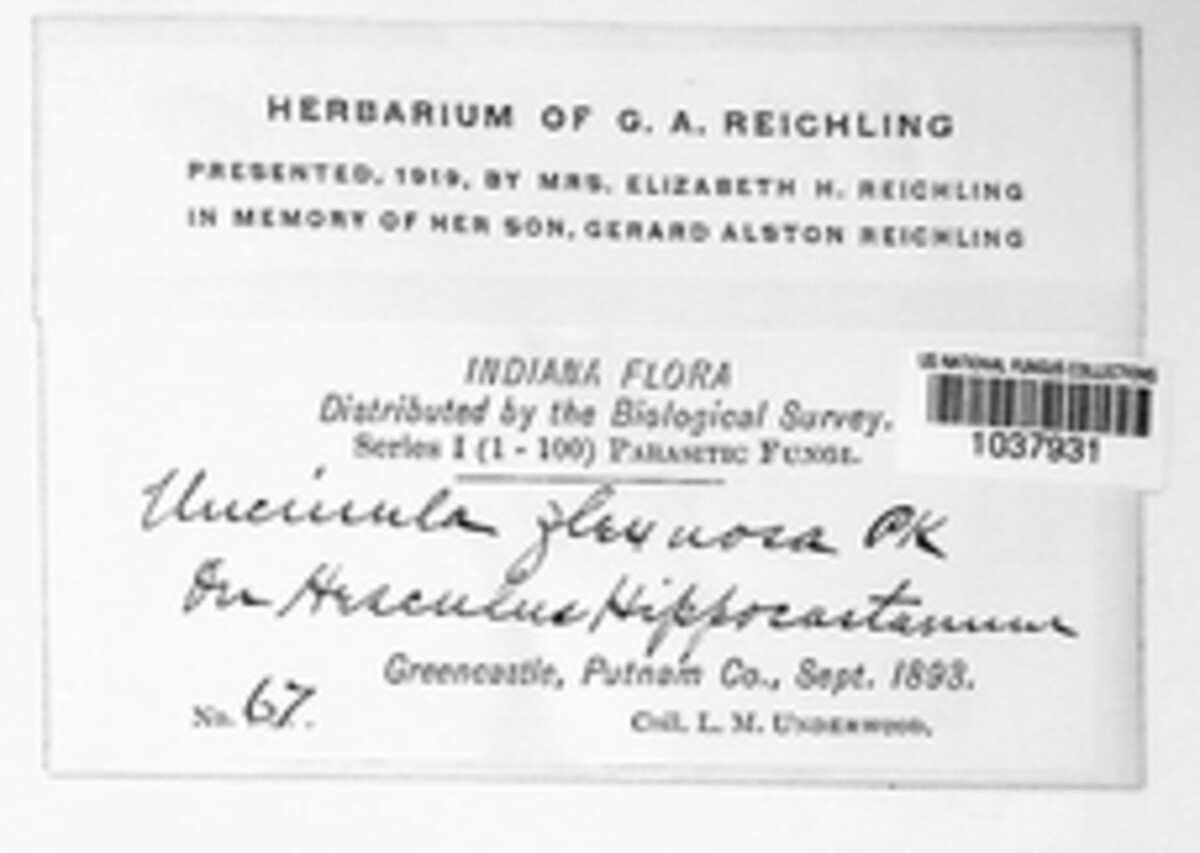 HERBARIUM OF G. A. REICHLING
PRESENTED, 1919, BY MRS. ELIZABETH H. REICHLING
IN MEMORY OF HER SON, GERARD ALSTON REICHLING
INDIANA FLORA
Distributed by the Biological Survey.
Series I (1 - 100) PARASITIC FUNGI.
US NATIONAL FUNGUS COLLECTIONS
1037931
Uncinula flexuosa PK
On Aesculus Hippocastanum
Greencastle, Putnam Co., Sept. 1893.
No. 67.
Coll. L. M. UNDERWOOD.